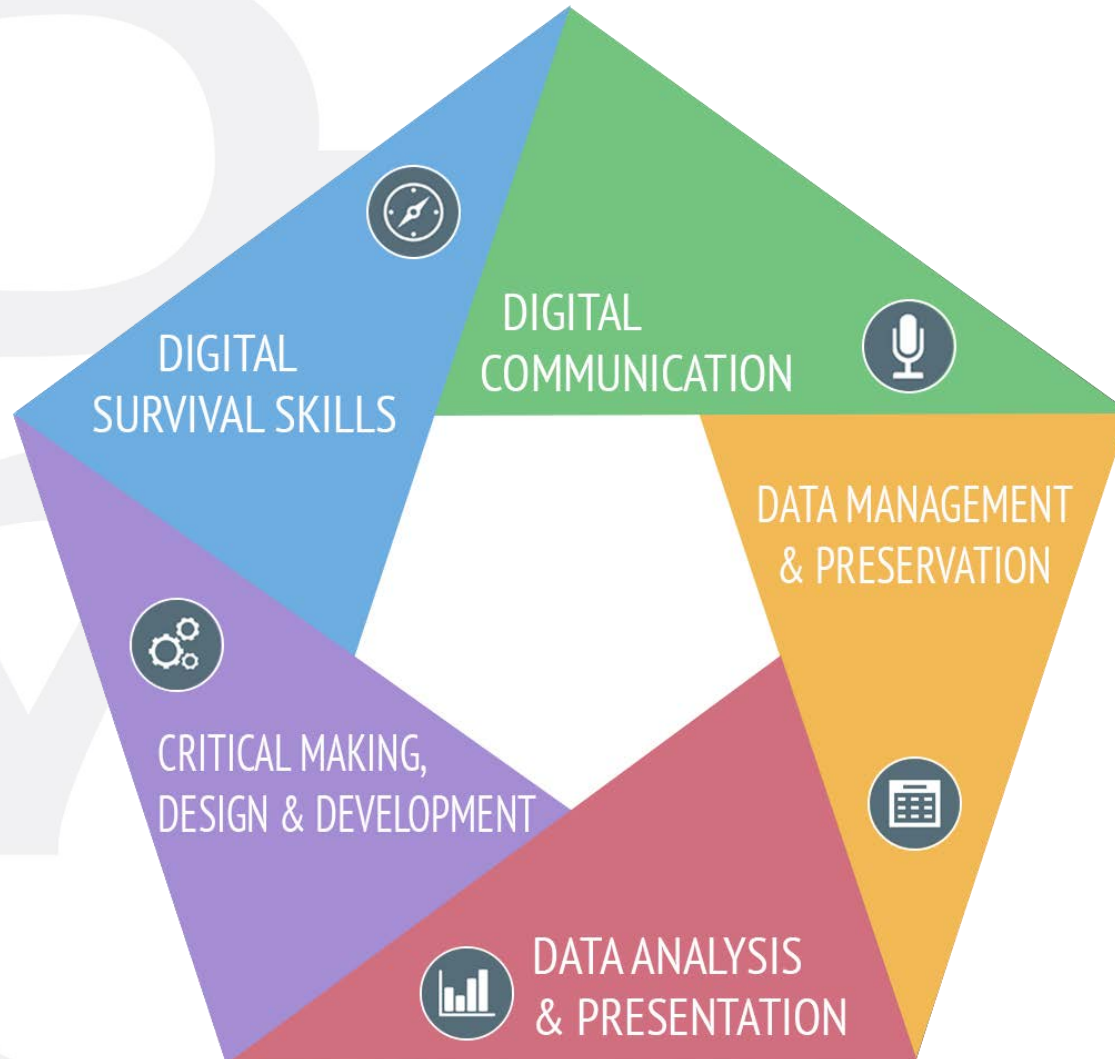 DIGITAL
SURVIVAL SKILLS
DIGITAL
COMMUNICATION
DATA MANAGEMENT
& PRESERVATION
CRITICAL MAKING,
DESIGN & DEVELOPMENT
DATA ANALYSIS
& PRESENTATION